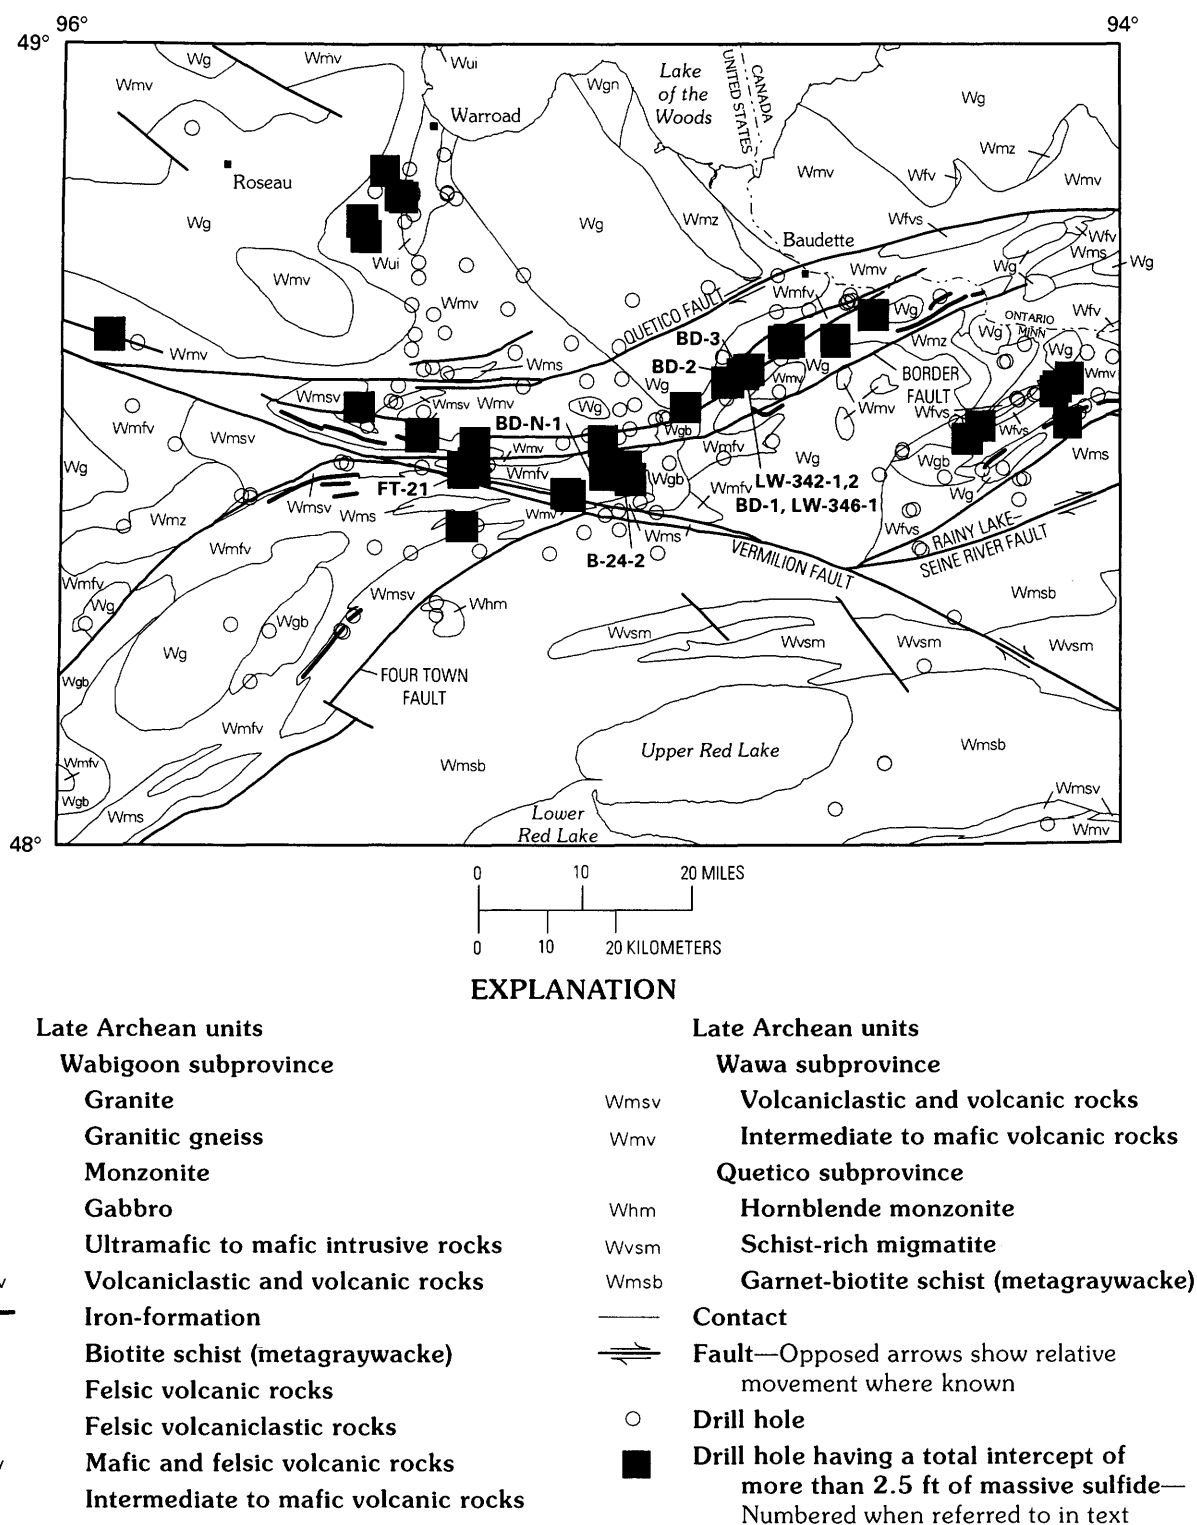 96°
94°
49°
Wg
Wmv
Wui
Wmv
Wgn
Lake
of the
Woods
CANADA
UNITED STATES
Wg
Warroad
Wmz
Roseau
Wmv
Wfv
Wmv
Wg
Wg
Wmz
Wfvs
Baudette
Wfv
Wms
Wui
Wg
Wg
Wmv
Wmv
Wmv
Wmfv
QUETICO FAULT
Wg
Wfv
ONTARIO
MINN
Wg
BD-3
Wmz
Wg
Wmv
Wms
BD-2
Wg
Wg
Wmv
BORDER
FAULT
Wmv
Wmsv
Wmsv
Wmv
Wg
Wmv
Wfvs
Wmfv
Wmsv
BD-N-1
Wgb
Wfvs
Wmv
Wmfv
Wg
Wgb
Wms
Wg
Wmfv
Wgb
FT-21
Wmfv
LW-342-1,2
Wg
Wmsv
Wms
BD-1, LW-346-1
Wmz
Wmv
Wms
Wfvs
RAINY LAKE–
SEINE RIVER FAULT
Wmfv
B-24-2
VERMILION FAULT
Wmfv
Wmsv
Wmsb
Wg
Whm
Wgb
Wvsm
Wvsm
Wvsm
Wvsm
Wg
Wgb
FOUR TOWN
FAULT
Wmfv
Upper Red Lake
Wmsb
Wmfv
Wmsb
Wmsv
Wgb
Wms
Lower
Red Lake
Wmv
48°
0 10 20 MILES
0 10 20 KILOMETERS
EXPLANATION
Late Archean units
Wabigoon subprovince
Granite
Granitic gneiss
Monzonite
Gabbro
Ultramafic to mafic intrusive rocks
v Volcaniclastic and volcanic rocks
Iron-formation
Biotite schist (metagraywacke)
Felsic volcanic rocks
Felsic volcaniclastic rocks
Mafic and felsic volcanic rocks
Intermediate to mafic volcanic rocks
Late Archean units
Wawa subprovince
Wmsv Volcaniclastic and volcanic rocks
Wmv Intermediate to mafic volcanic rocks
Quetico subprovince
Whm Hornblende monzonite
Wvsm Schist-rich migmatite
Wmsb Garnet-biotite schist (metagraywacke)
Contact
Fault—Opposed arrows show relative
movement where known
Drill hole
Drill hole having a total intercept of
more than 2.5 ft of massive sulfide—
Numbered when referred to in text